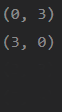 (0, 3)
(3, 0)